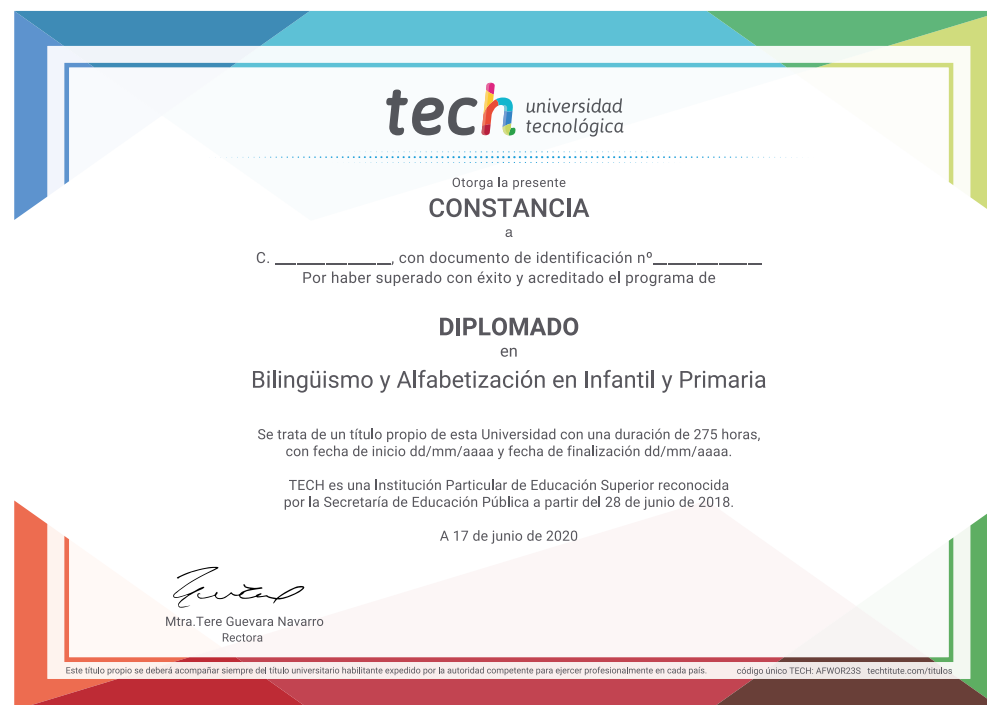 tech universidad
tecnológica
Otorga la presente
CONSTANCIA
a
C. ______________, con documento de identificación nº_____________
Por haber superado con éxito y acreditado el programa de
DIPLOMADO
en
Bilingüismo y Alfabetización en Infantil y Primaria
Se trata de un título propio de esta Universidad con una duración de 275 horas,
con fecha de inicio dd/mm/aaaa y fecha de finalización dd/mm/aaaa.
TECH es una Institución Particular de Educación Superior reconocida
por la Secretaría de Educación Pública a partir del 28 de junio de 2018.
A 17 de junio de 2020
Mtra.Tere Guevara Navarro
Rectora
Este título propio se deberá acompañar siempre del título universitario habilitante expedido por la autoridad competente para ejercer profesionalmente en cada país. código único TECH: AFWOR23S techtitute.com/titulos